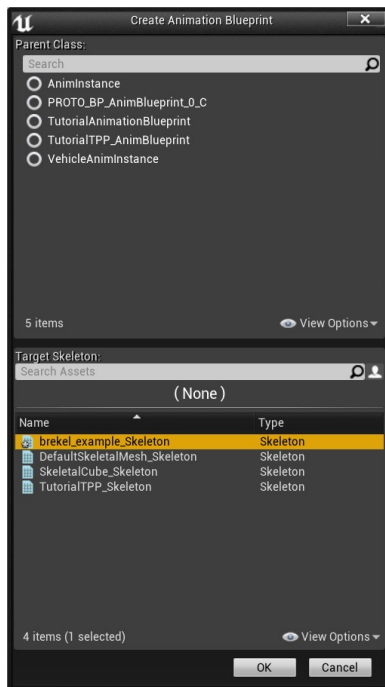 Create Animation Blueprint
Parent Class:
Search
AnimInstance
PROTO_BP_AnimBlueprint_0_C
TutorialAnimationBlueprint
TutorialTPP_AnimBlueprint
VehicleAnimInstance
5 items View Options
Target Skeleton:
Search Assets
( None )
Name Type
brekel_example_Skeleton Skeleton
DefaultSkeletalMesh_Skeleton Skeleton
SkeletalCube_Skeleton Skeleton
TutorialTPP_Skeleton Skeleton
4 items (1 selected) View Options
OK Cancel